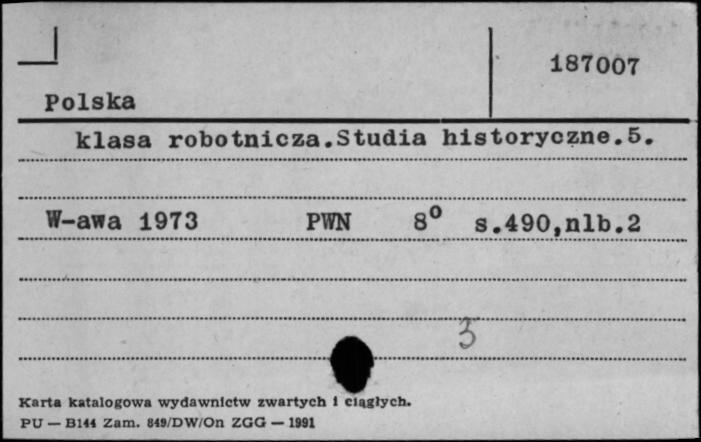 187007
Polska
klasa robotnicza.Studia historyczne.5.
W-awa 1973 PWN 8° s.490,nlb.2
3
Karta katalogowa wydawnictw zwartych i ciągłych.
PU — B144 Zam. 849/DW/On ZGG — 1991